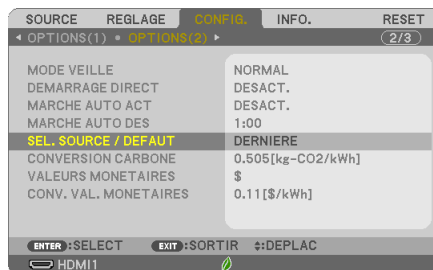 SOURCE REGLAGE CONFIG. INFO. RESET
OPTIONS(1) OPTIONS(2) 2/3
MODE VEILLE NORMAL
DEMARRAGE DIRECT DESACT.
MARCHE AUTO ACT DESACT.
MARCHE AUTO DES 1:00
SEL. SOURCE / DEFAUT DERNIERE
CONVERSION CARBONE 0.505[kg-CO2/kWh]
VALEURS MONETAIRES $
CONV. VAL. MONETAIRES 0.11[$/kWh]
ENTER :SELECT EXIT :SORTIR :DEPLAC
HDMI1